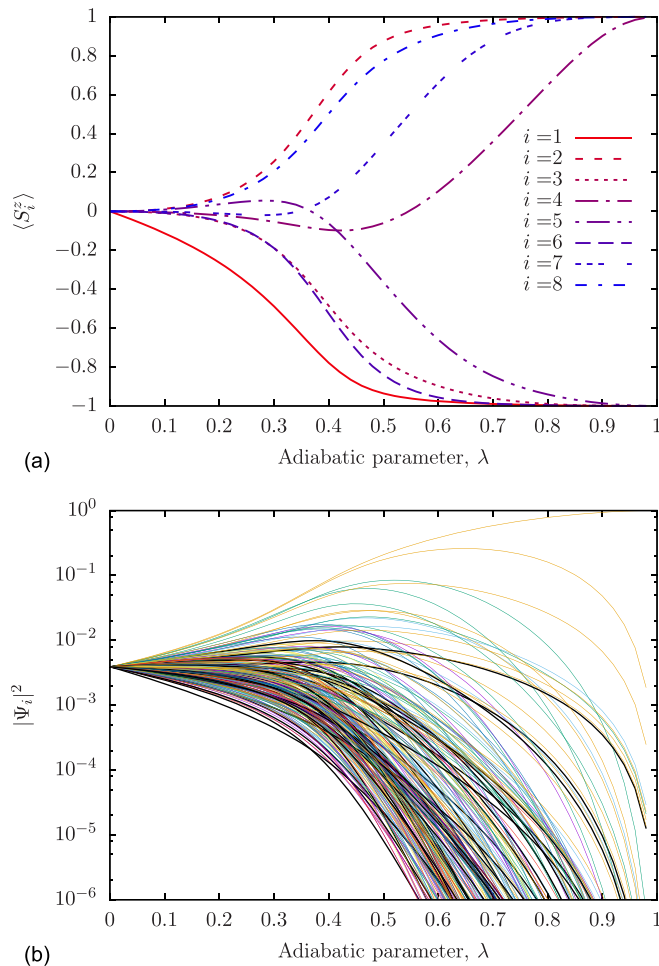 1
0.8
0.6
0.4
0.2
0
−0.2
−0.4
−0.6
−0.8
−1
⟨S_i^z⟩
i =1
i =2
i =3
i =4
i =5
i =6
i =7
i =8
0 0.1 0.2 0.3 0.4 0.5 0.6 0.7 0.8 0.9 1
Adiabatic parameter, λ
(a)
10^0
10^−1
10^−2
10^−3
10^−4
10^−5
10^−6
|Ψ_i|^2
0 0.1 0.2 0.3 0.4 0.5 0.6 0.7 0.8 0.9 1
Adiabatic parameter, λ
(b)